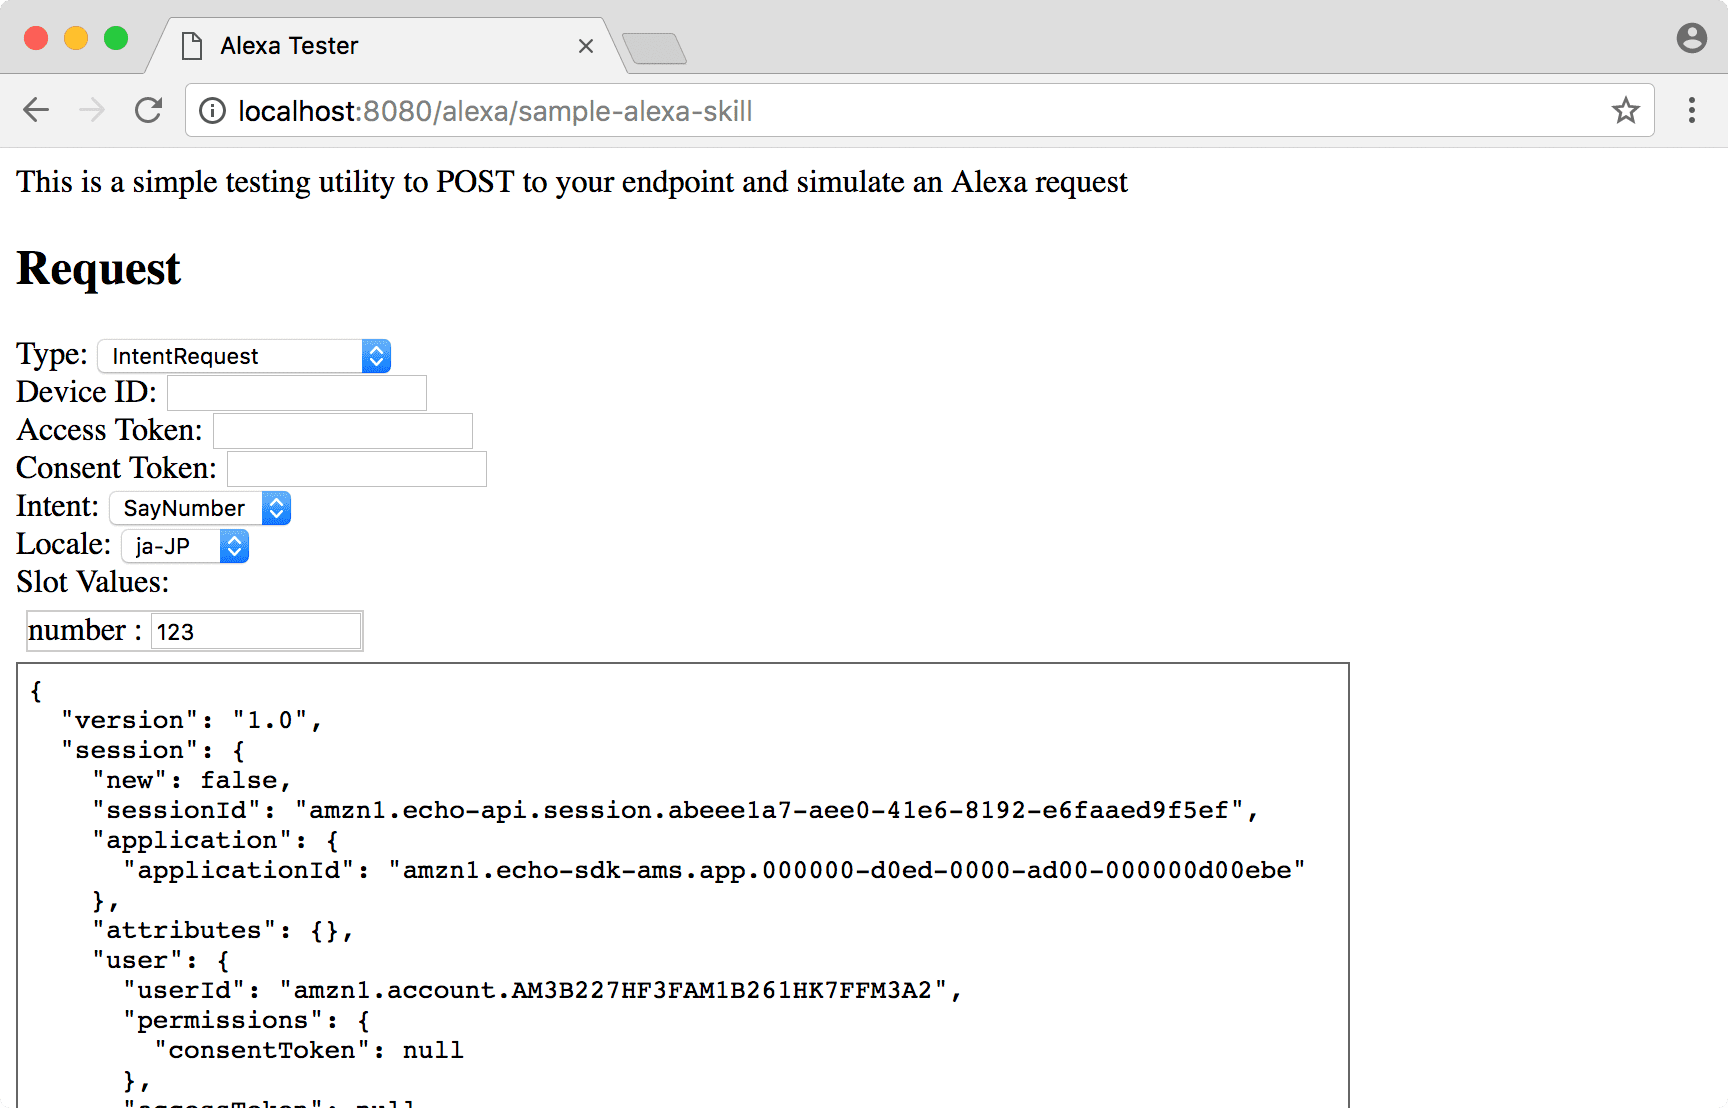 Alexa Tester
localhost:8080/alexa/sample-alexa-skill
This is a simple testing utility to POST to your endpoint and simulate an Alexa request
Request
Type: IntentRequest
Device ID:
Access Token:
Consent Token:
Intent: SayNumber
Locale: ja-JP
Slot Values:
number : 123
{
"version": "1.0",
"session": {
"new": false,
"sessionId": "amzn1.echo-api.session.abeee1a7-aee0-41e6-8192-e6faaed9f5ef",
"application": {
"applicationId": "amzn1.echo-sdk-ams.app.000000-d0ed-0000-ad00-000000d00ebe"
},
"attributes": {},
"user": {
"userId": "amzn1.account.AM3B227HF3FAM1B261HK7FFM3A2",
"permissions": {
"consentToken": null
},
"accessToken": null